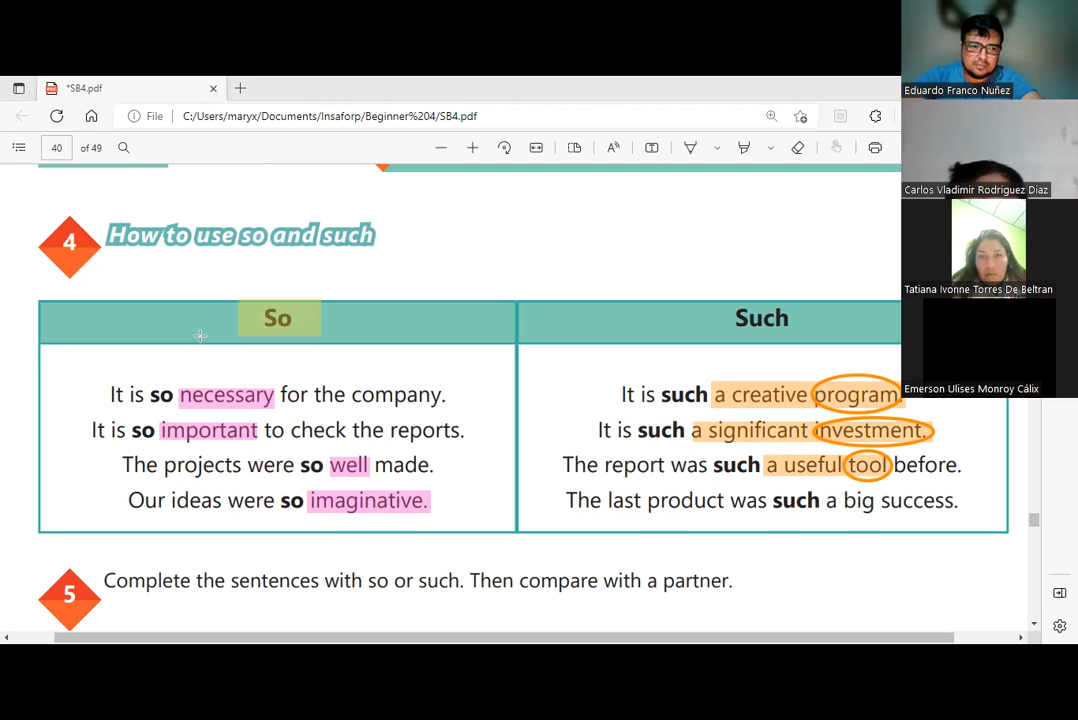 *SB4.pdf
File
C:/Users/maryx/Documents/Insaforp/Beginner%204/SB4.pdf
40 of 49
4 How to use so and such
So
Such
It is so necessary for the company.
It is so important to check the reports.
The projects were so well made.
Our ideas were so imaginative.
It is such a creative program.
It is such a significant investment.
The report was such a useful tool before.
The last product was such a big success.
5 Complete the sentences with so or such. Then compare with a partner.
Eduardo Franco Nuñez
Carlos Vladimir Rodriguez Diaz
Tatiana Ivonne Torres De Beltran
Emerson Ulises Monroy Cálix